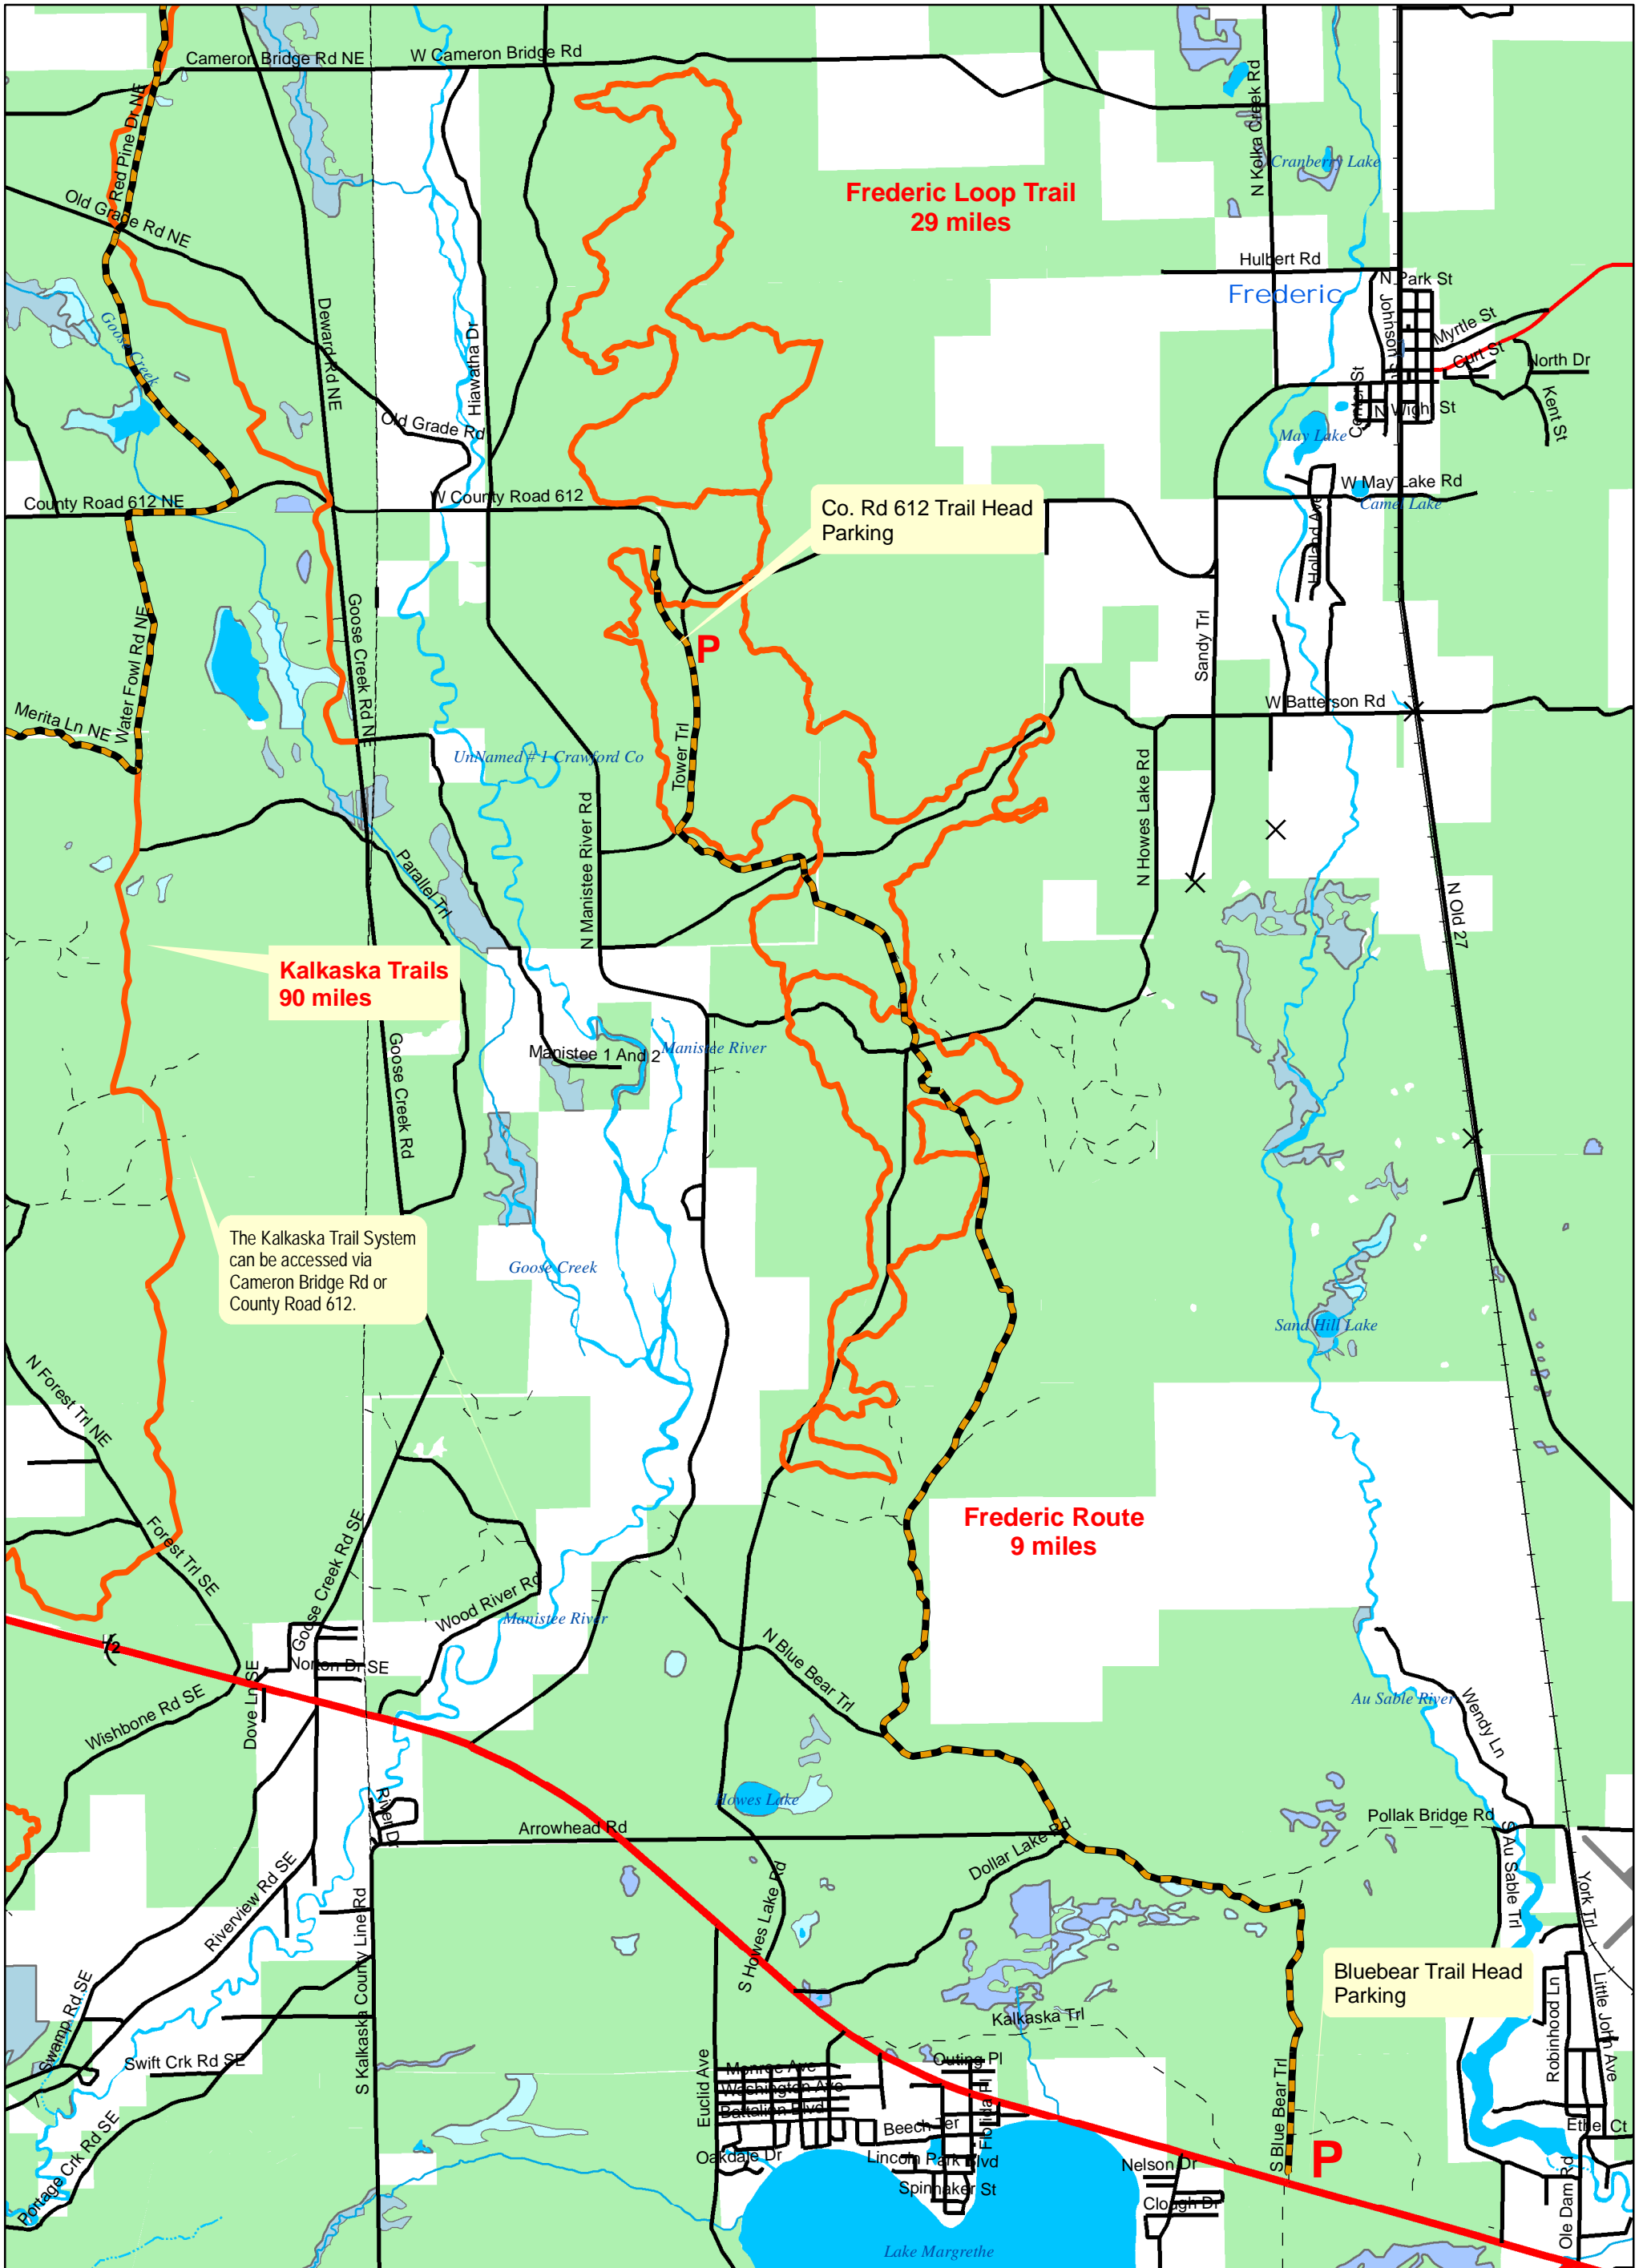 Cameron Bridge Rd NE
W Cameron Bridge Rd
Red Pine Dr NE
N Kolka Creek Rd
Cranberry Lake
Frederic Loop Trail
29 miles
Old Grade Rd NE
Hulbert Rd
N Park St
Frederic
Goose Creek
Deward Rd NE
Hiawatha Dr
Johnson St
Myrtle St
Curt St
North Dr
Kent St
Center St
N Wight St
Old Grade Rd
May Lake
County Road 612 NE
W County Road 612
W May Lake Rd
Camel Lake
Co. Rd 612 Trail Head
Parking
Holland Ave
Goose Creek Rd NE
Water Fowl Rd NE
P
Sandy Trl
Merita Ln NE
W Batterson Rd
UnNamed # 1 Crawford Co
Tower Trl
N Manistee River Rd
N Howes Lake Rd
Parallel Trl
N Old 27
Kalkaska Trails
90 miles
Goose Creek Rd
Manistee 1 And 2
Manistee River
The Kalkaska Trail System
can be accessed via
Cameron Bridge Rd or
County Road 612.
Goose Creek
Sand Hill Lake
N Forest Trl NE
Frederic Route
9 miles
Forest Trl SE
Goose Creek Rd SE
Wood River Rd
Manistee River
72
Norton Dr SE
N Blue Bear Trl
Dove Ln SE
Wishbone Rd SE
Au Sable River
Wendy Ln
River Dr
Howes Lake
Arrowhead Rd
Pollak Bridge Rd
Dollar Lake Rd
S Au Sable Trl
York Trl
Riverview Rd SE
S Kalkaska County Line Rd
S Howes Lake Rd
Bluebear Trail Head
Parking
Swamp Rd SE
Kalkaska Trl
Robinhood Ln
Little John Ave
Swift Crk Rd SE
Euclid Ave
Monroe Ave
Washington Ave
Battalion Blvd
Outing Pl
Florida Pl
Beech Ter
S Blue Bear Trl
P
Ethel Ct
Portage Crk Rd SE
Oakdale Dr
Lincoln Park Blvd
Spinnaker St
Nelson Dr
Clough Dr
Ole Dam Rd
Lake Margrethe